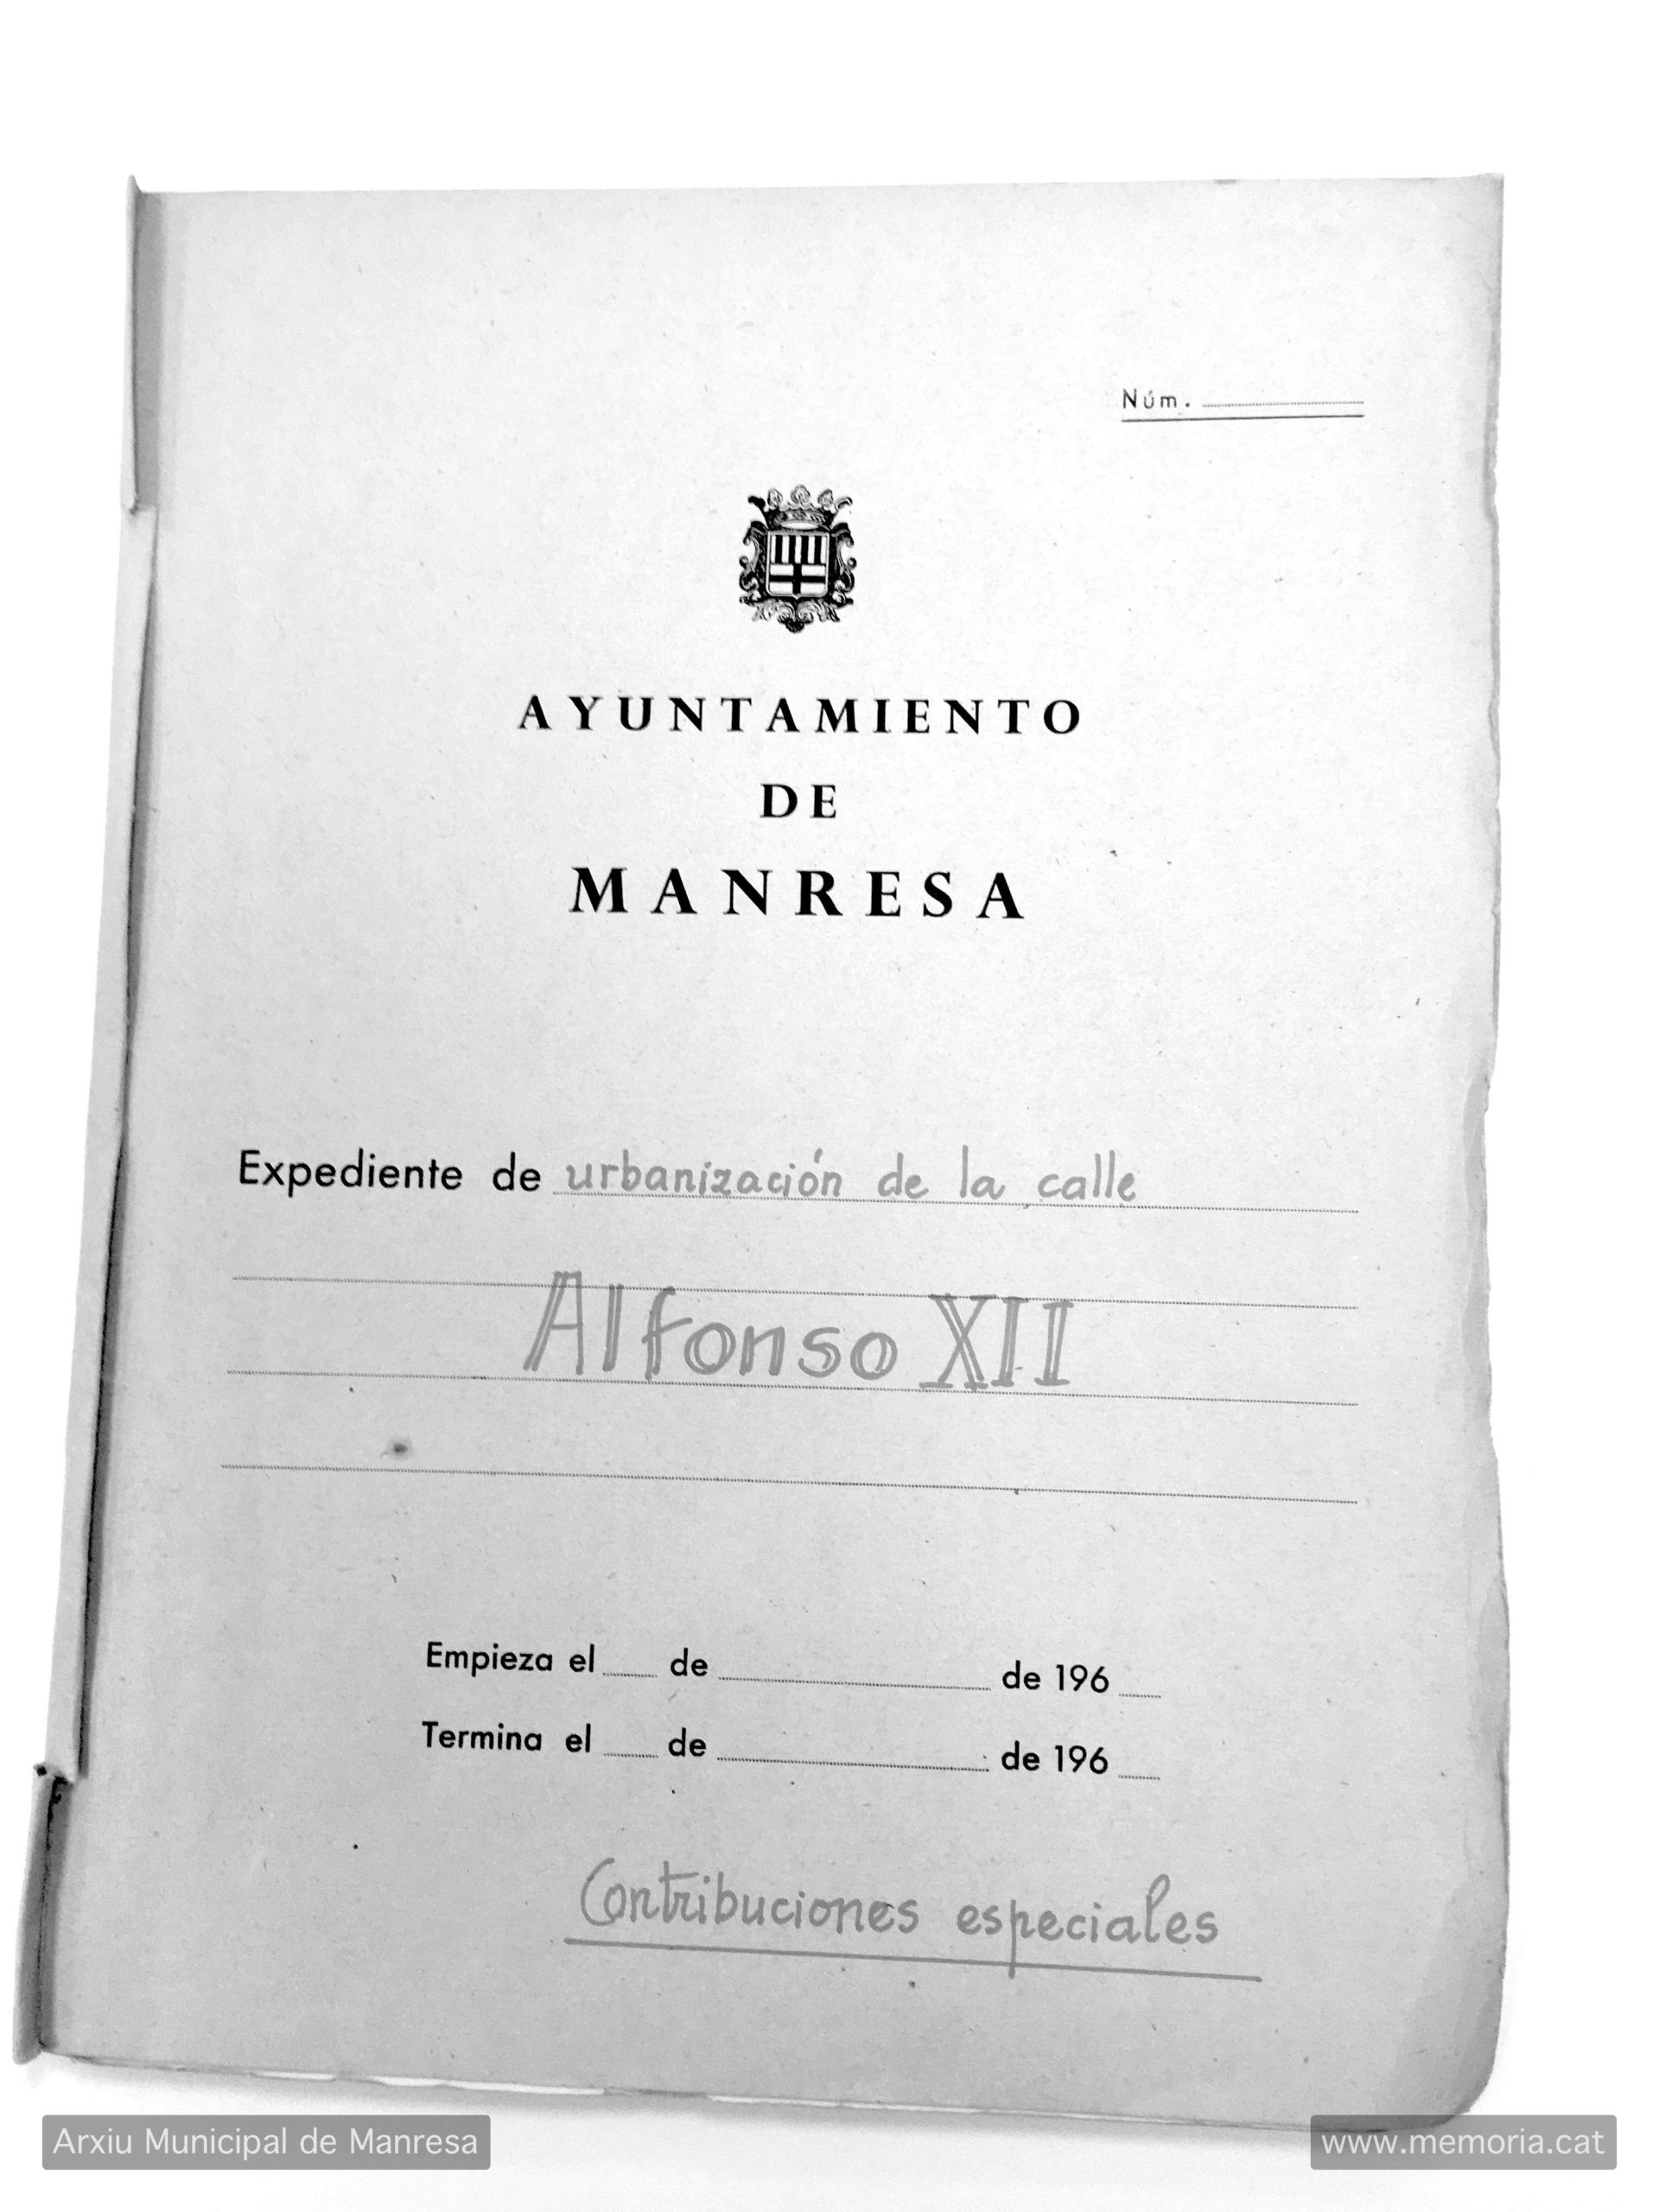 Núm.
AYUNTAMIENTO
DE
MANRESA
Expediente de urbanización de la calle
Alfonso XII
Empieza el de de 196
Termina el de de 196
Contribuciones especiales
Arxiu Municipal de Manresa
www.memoria.cat